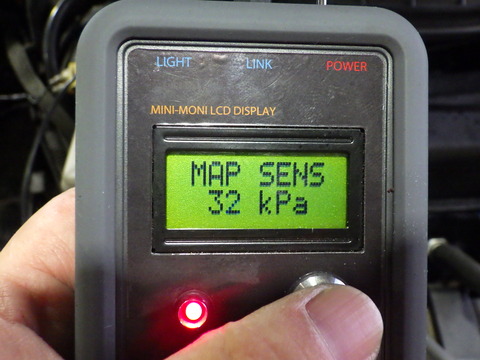 LIGHT LINK POWER
MINI-MONI LCD DISPLAY
MAP SENS
32 kPa